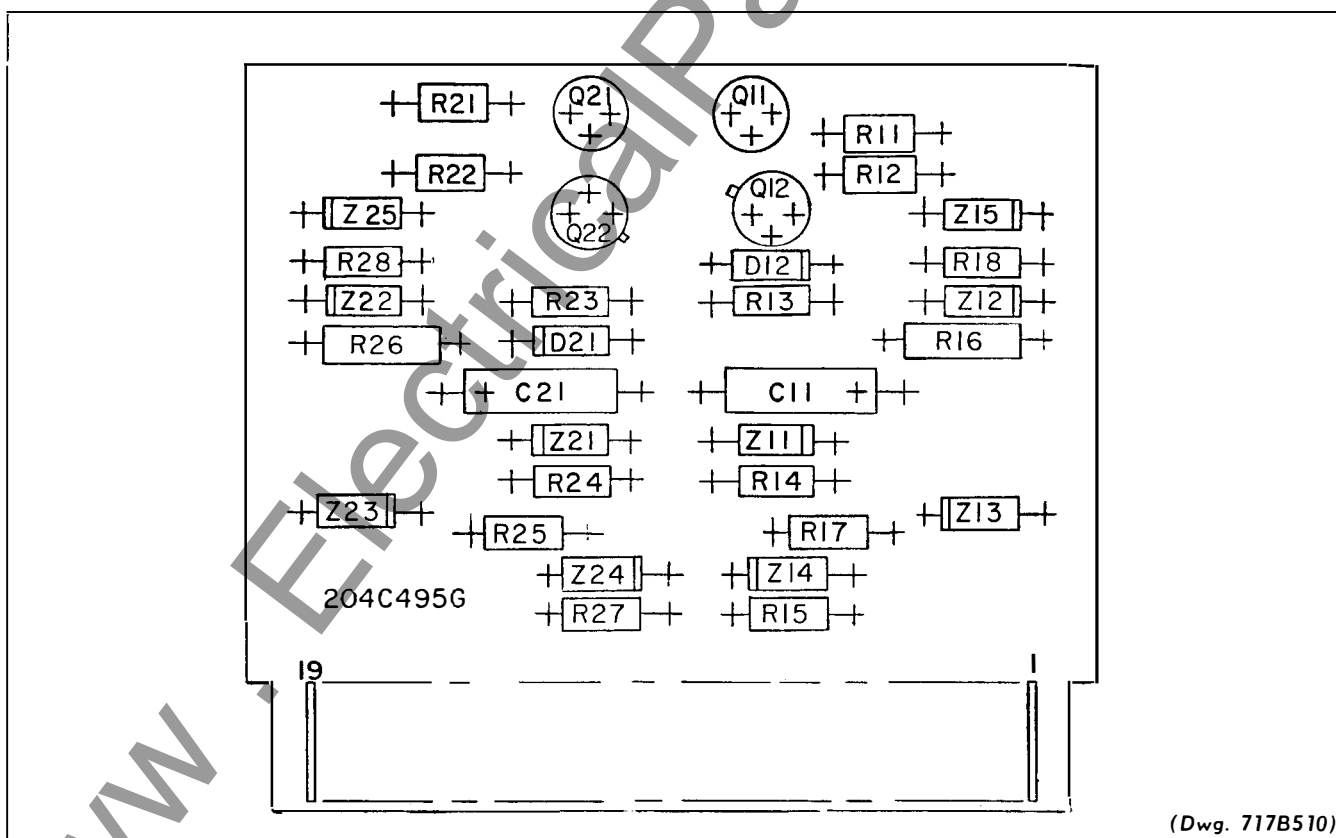 R21 Q21 Q11 R11
R22 Q12 R12
Z25 Q22 Z15
R28 D12 R18
Z22 R23 R13 Z12
R26 D21 R16
+ C21 C11 +
Z21 Z11
R24 R14
Z23 Z13
R25 R17
Z24 Z14
204C495G R27 R15
19 1
(Dwg. 717B510)
www.ElectricalPa